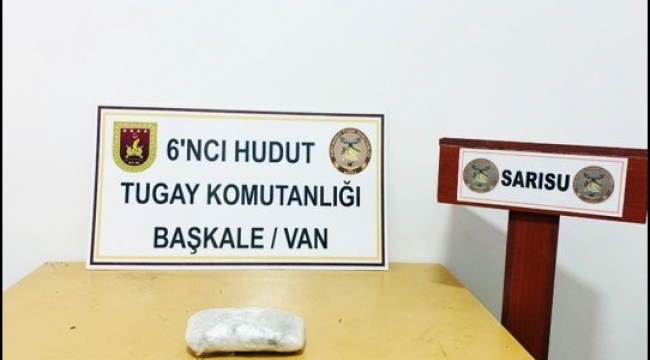 6'NCI HUDUT
TUGAY KOMUTANLIĞI
BAŞKALE / VAN
SARISU